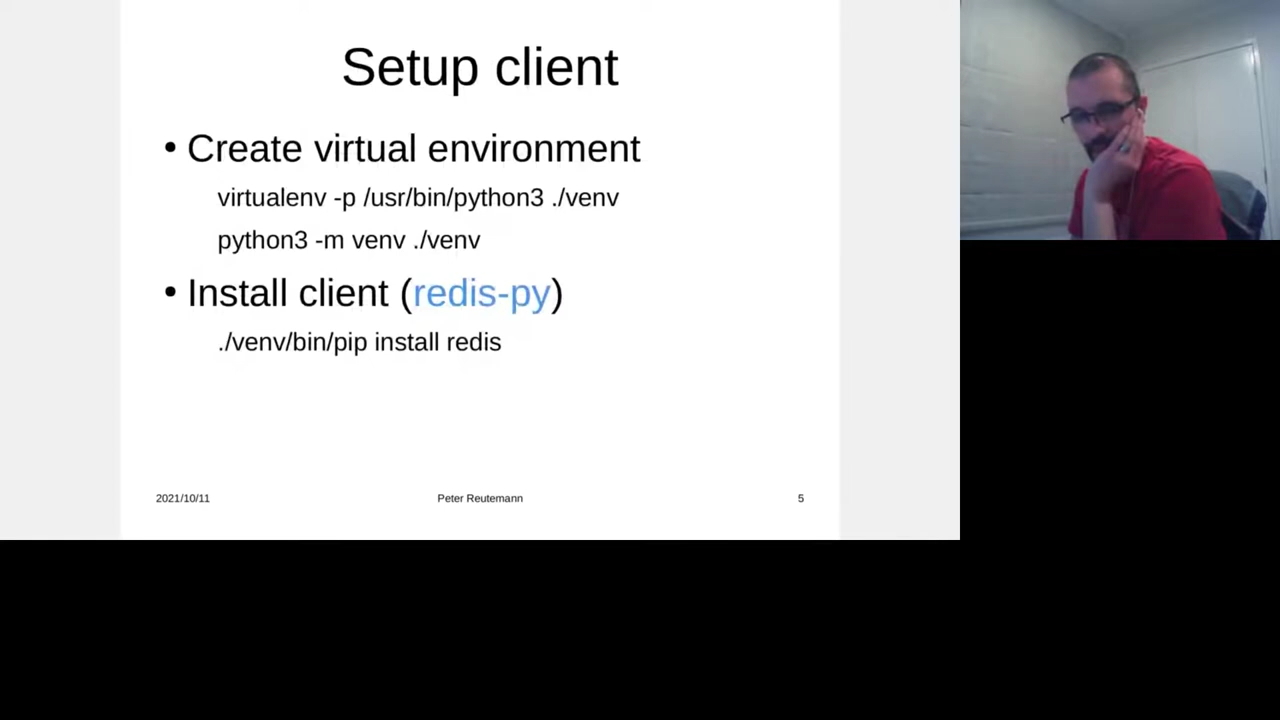 Setup client
• Create virtual environment
virtualenv -p /usr/bin/python3 ./venv
python3 -m venv ./venv
• Install client (redis-py)
./venv/bin/pip install redis
2021/10/11 Peter Reutemann 5